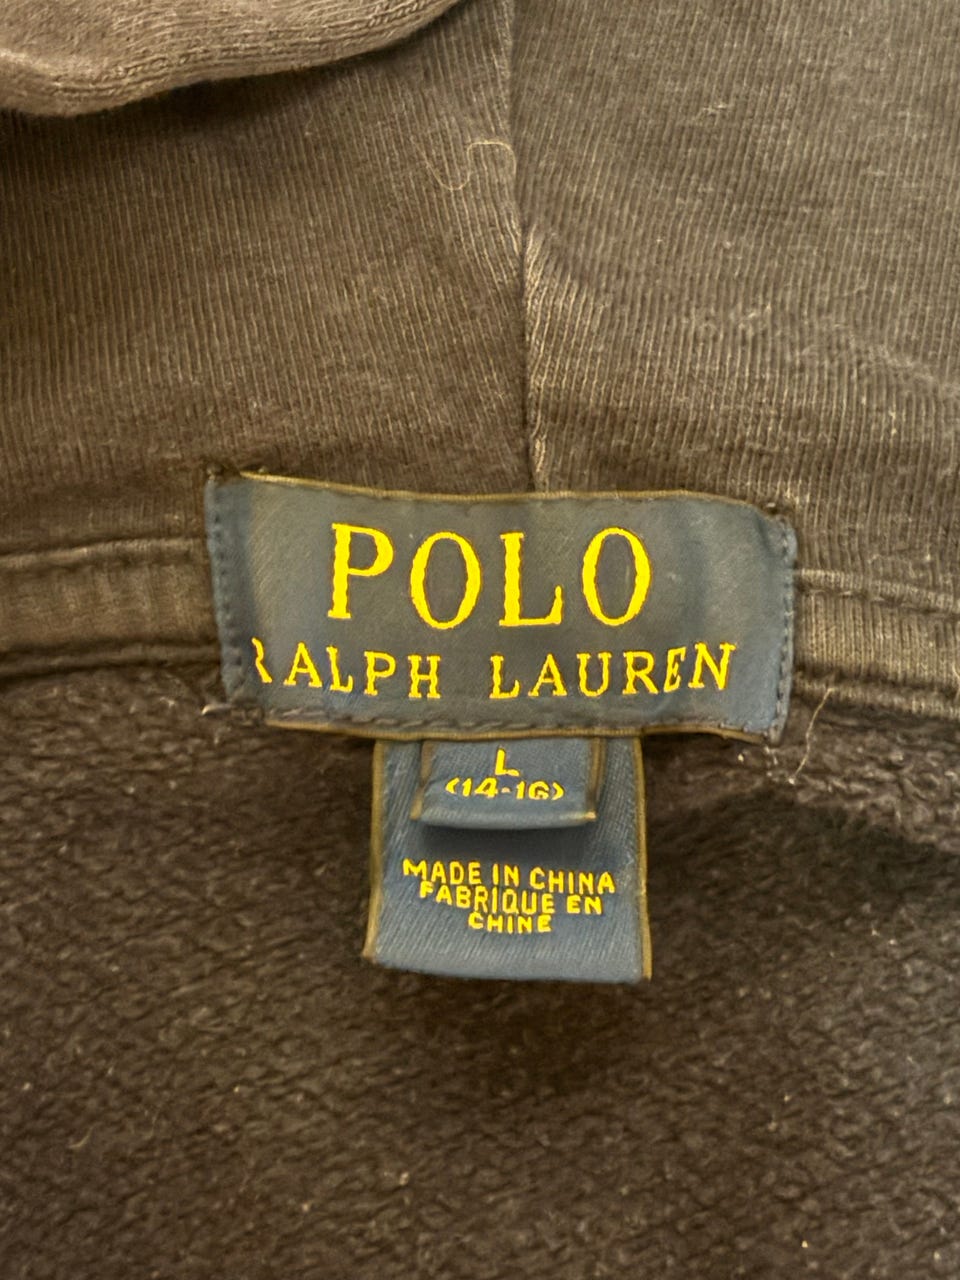 POLO
RALPH LAUREN
L
(14-16)
MADE IN CHINA
FABRIQUE EN
CHINE